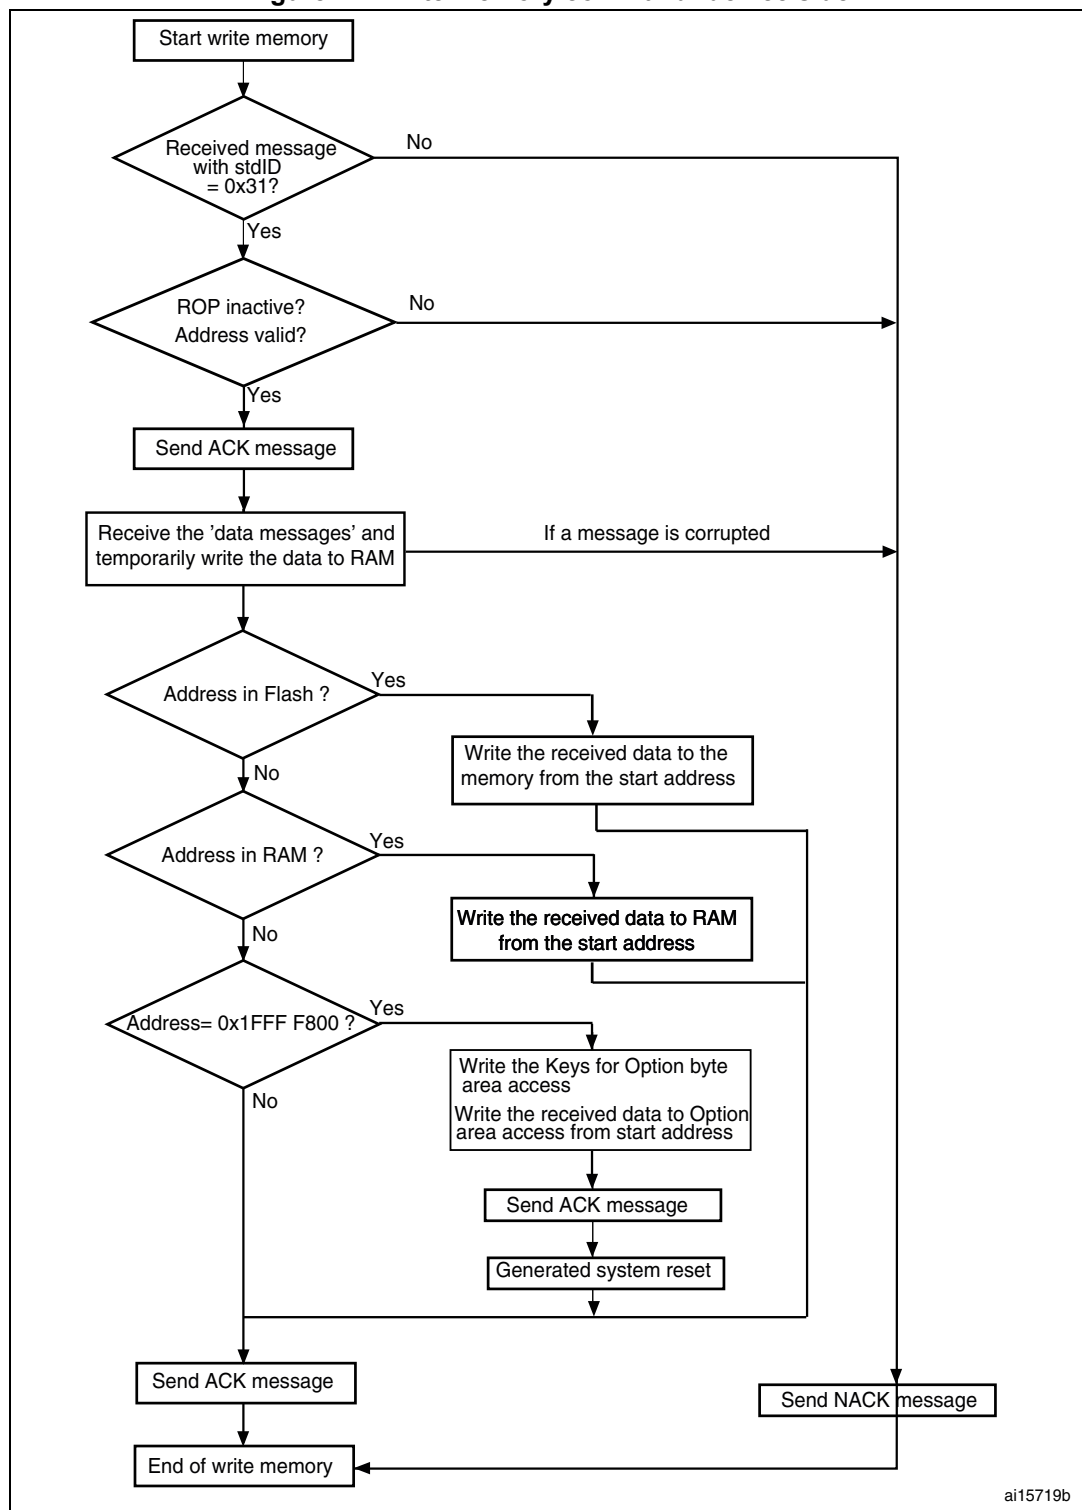 Start write memory
Received message
with stdID
= 0x31?
No
Yes
ROP inactive?
Address valid?
No
Yes
Send ACK message
Receive the 'data messages' and
temporarily write the data to RAM
If a message is corrupted
Address in Flash ?
Yes
Write the received data to the
memory from the start address
No
Address in RAM ?
Yes
Write the received data to RAM
from the start address
No
Address= 0x1FFF F800 ?
Yes
Write the Keys for Option byte
area access
Write the received data to Option
area access from start address
No
Send ACK message
Generated system reset
Send ACK message
Send NACK message
End of write memory
ai15719b